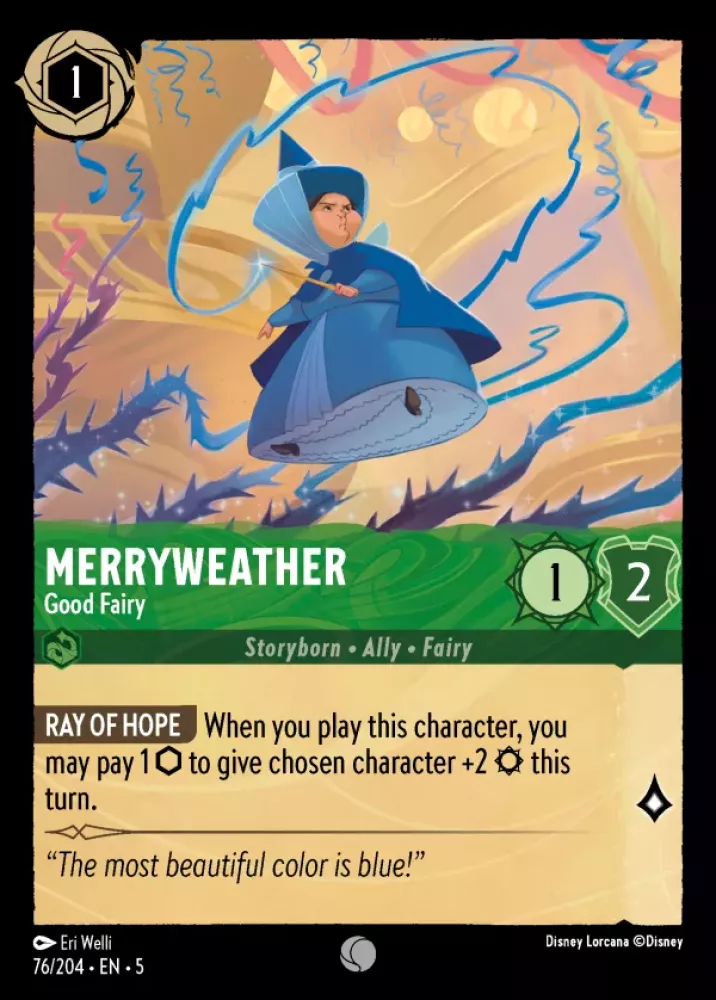 1
MERRYWEATHER
Good Fairy
1 2
Storyborn • Ally • Fairy
RAY OF HOPE When you play this character, you
may pay 1 ⬡ to give chosen character +2 ¤ this
turn.
“The most beautiful color is blue!”
Eri Welli
Disney Lorcana ©Disney
76/204 • EN • 5